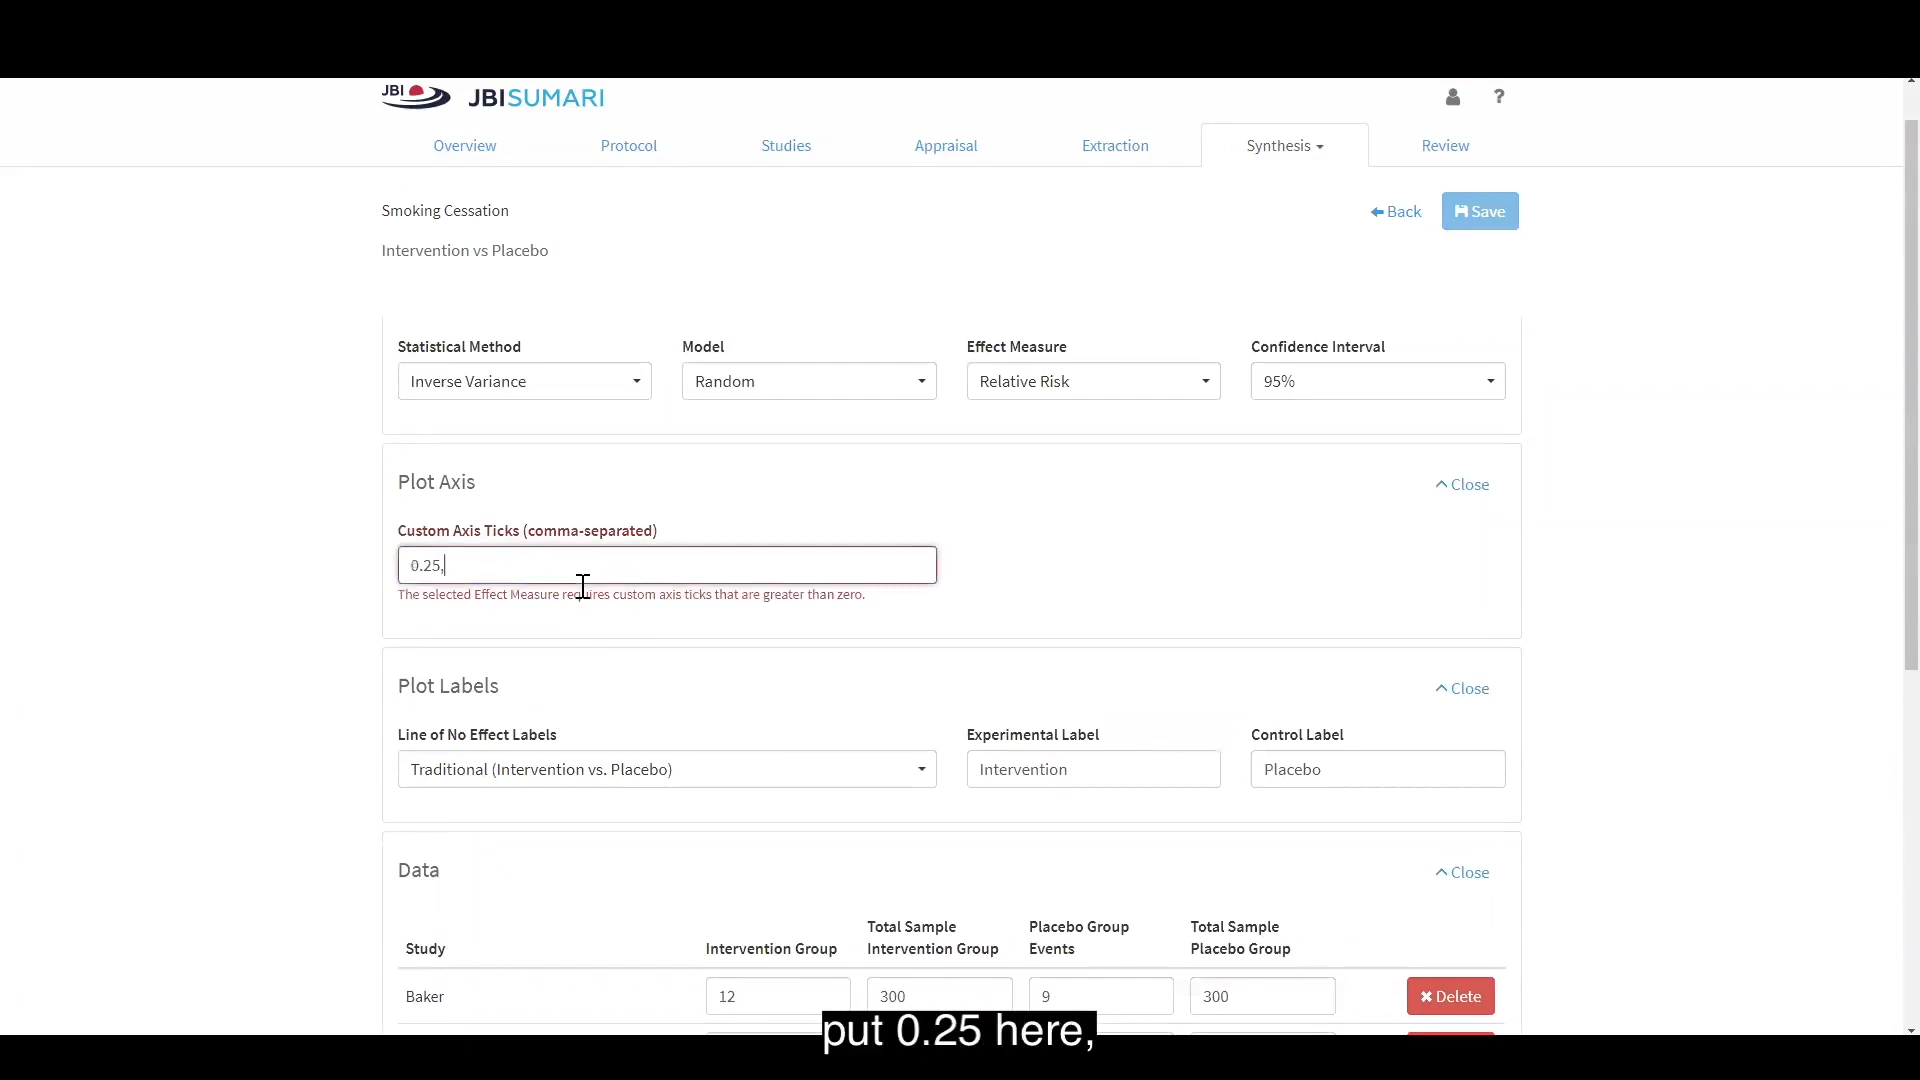 JBI JBISUMARI
?
Overview Protocol Studies Appraisal Extraction Synthesis Review
Smoking Cessation
Back Save
Intervention vs Placebo
Statistical Method Model Effect Measure Confidence Interval
Inverse Variance Random Relative Risk 95%
Plot Axis
Close
Custom Axis Ticks (comma-separated)
0.25,
The selected Effect Measure requires custom axis ticks that are greater than zero.
Plot Labels
Close
Line of No Effect Labels Experimental Label Control Label
Traditional (Intervention vs. Placebo) Intervention Placebo
Data
Close
Study Intervention Group Total Sample Intervention Group Placebo Group Events Total Sample Placebo Group
Baker 12 300 9 300 Delete
put 0.25 here,